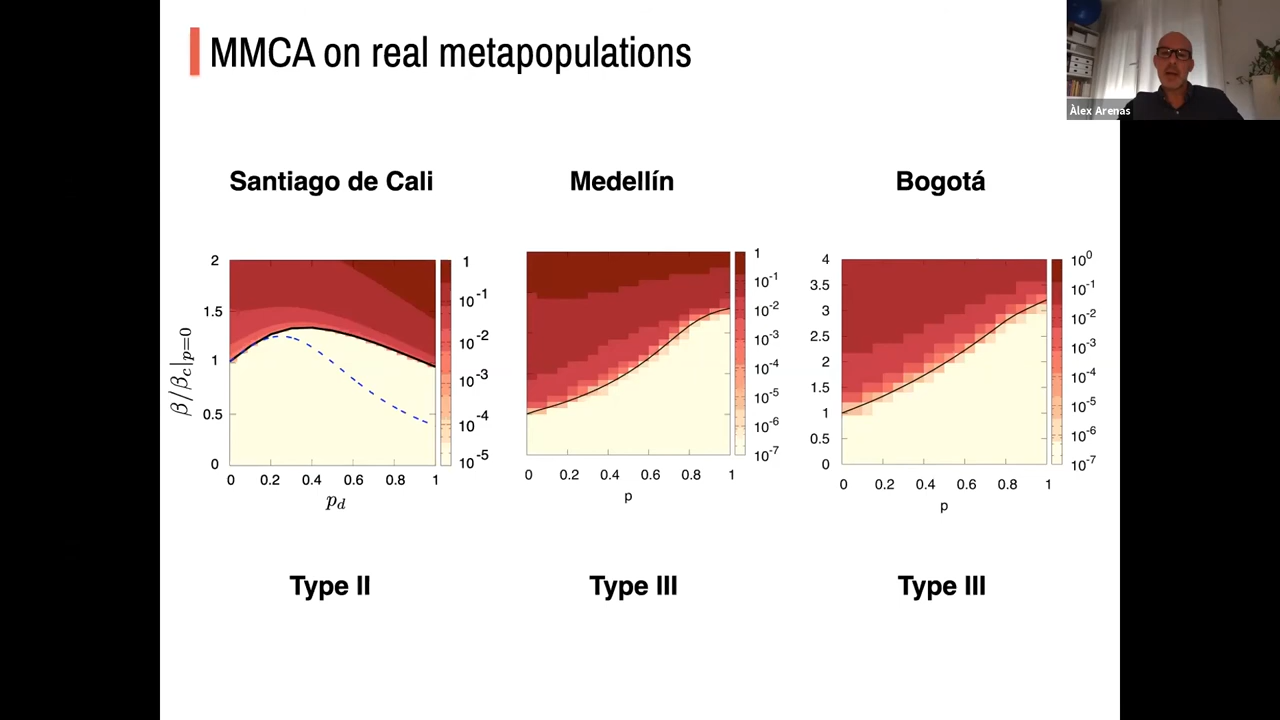 MMCA on real metapopulations
Àlex Arenas
Santiago de Cali
Medellín
Bogotá
β/βc|p=0
2
1.5
1
0.5
0
0 0.2 0.4 0.6 0.8 1
pd
1
10-1
10-2
10-3
10-4
10-5
0 0.2 0.4 0.6 0.8 1
p
1
10-1
10-2
10-3
10-4
10-5
10-6
10-7
4
3.5
3
2.5
2
1.5
1
0.5
0
0 0.2 0.4 0.6 0.8 1
p
100
10-1
10-2
10-3
10-4
10-5
10-6
10-7
Type II
Type III
Type III